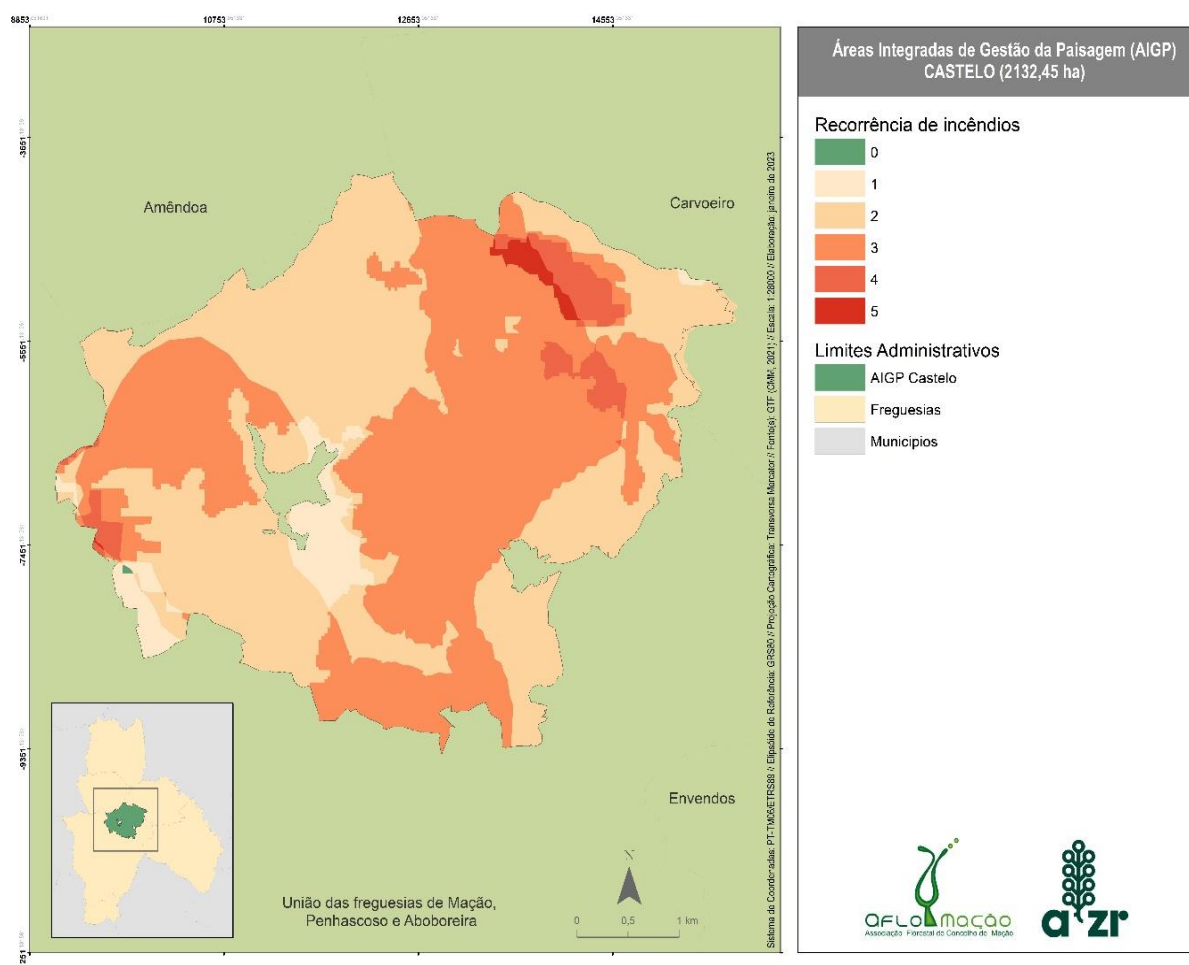 8853
10753
12653
14553
-3651
-5551
-7451
-9351
251
Amêndoa
Carvoeiro
Envendos
União das freguesias de Mação,
Penhascoso e Aboboreira
N
0 0,5 1 km
Sistema de Coordenadas: PT-TM06/ETRS89 // Elipsóide de Referência: GRS80 // Projeção Cartográfica: Transversa Mercator // Fonte(s): GTF (CMM, 2021) // Escala: 1:28000 // Elaboração: janeiro de 2023
Áreas Integradas de Gestão da Paisagem (AIGP)
CASTELO (2132,45 ha)
Recorrência de incêndios
0
1
2
3
4
5
Limites Administrativos
AIGP Castelo
Freguesias
Municipios
aflomação
Associação Florestal do Concelho de Mação
aZR